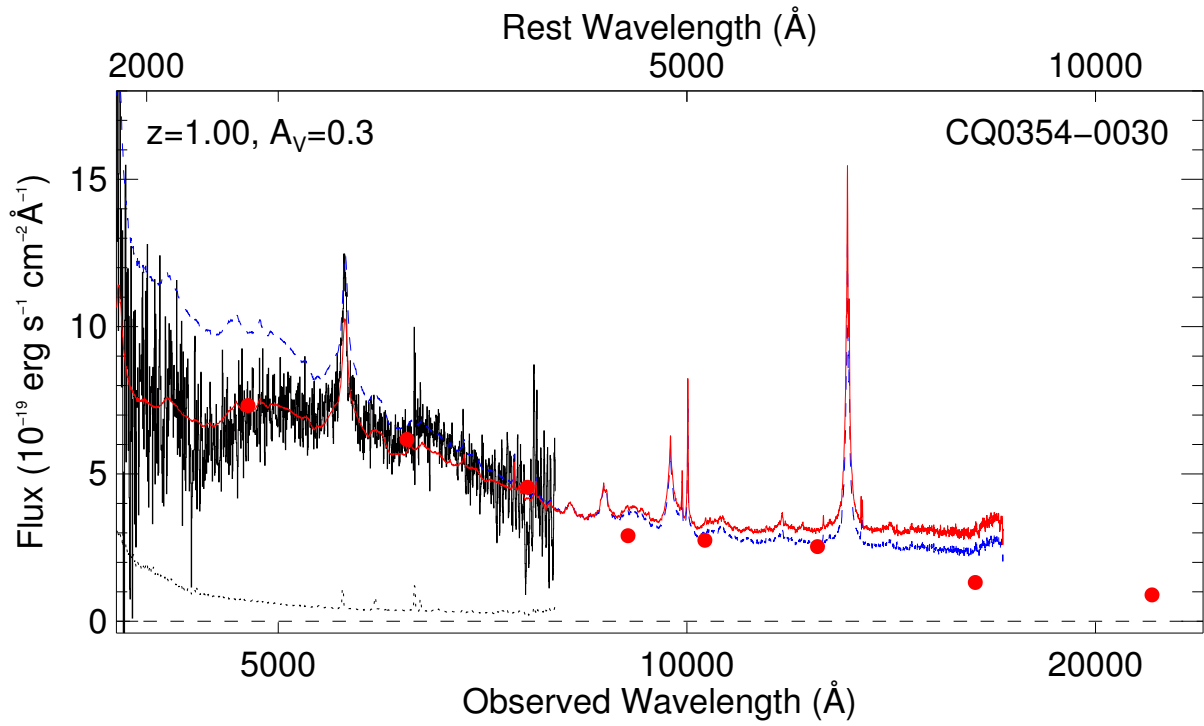 Rest Wavelength (Å)
2000 5000 10000
z=1.00, A_V=0.3 CQ0354−0030
Flux (10⁻¹⁹ erg s⁻¹ cm⁻² Å⁻¹)
15
10
5
0
5000 10000 20000
Observed Wavelength (Å)